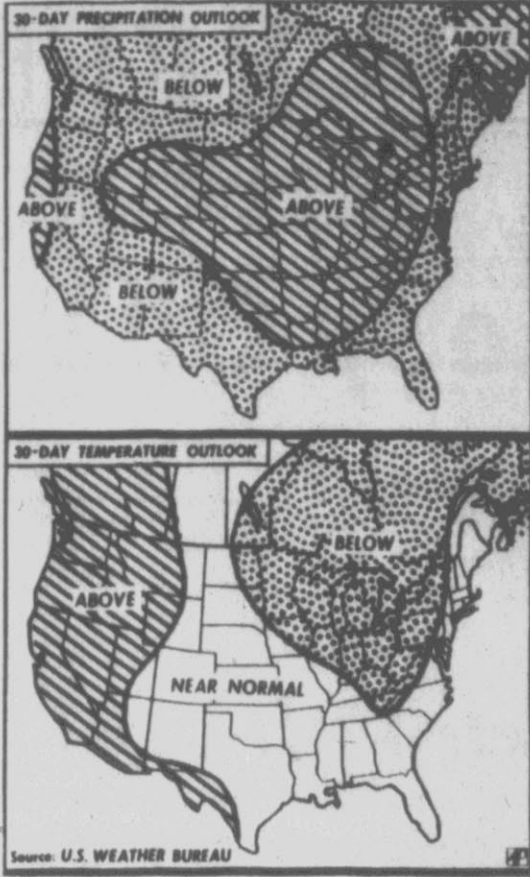 30-DAY PRECIPITATION OUTLOOK
ABOVE
BELOW
ABOVE
ABOVE
BELOW
30-DAY TEMPERATURE OUTLOOK
BELOW
ABOVE
NEAR NORMAL
Source: U.S. WEATHER BUREAU
AP